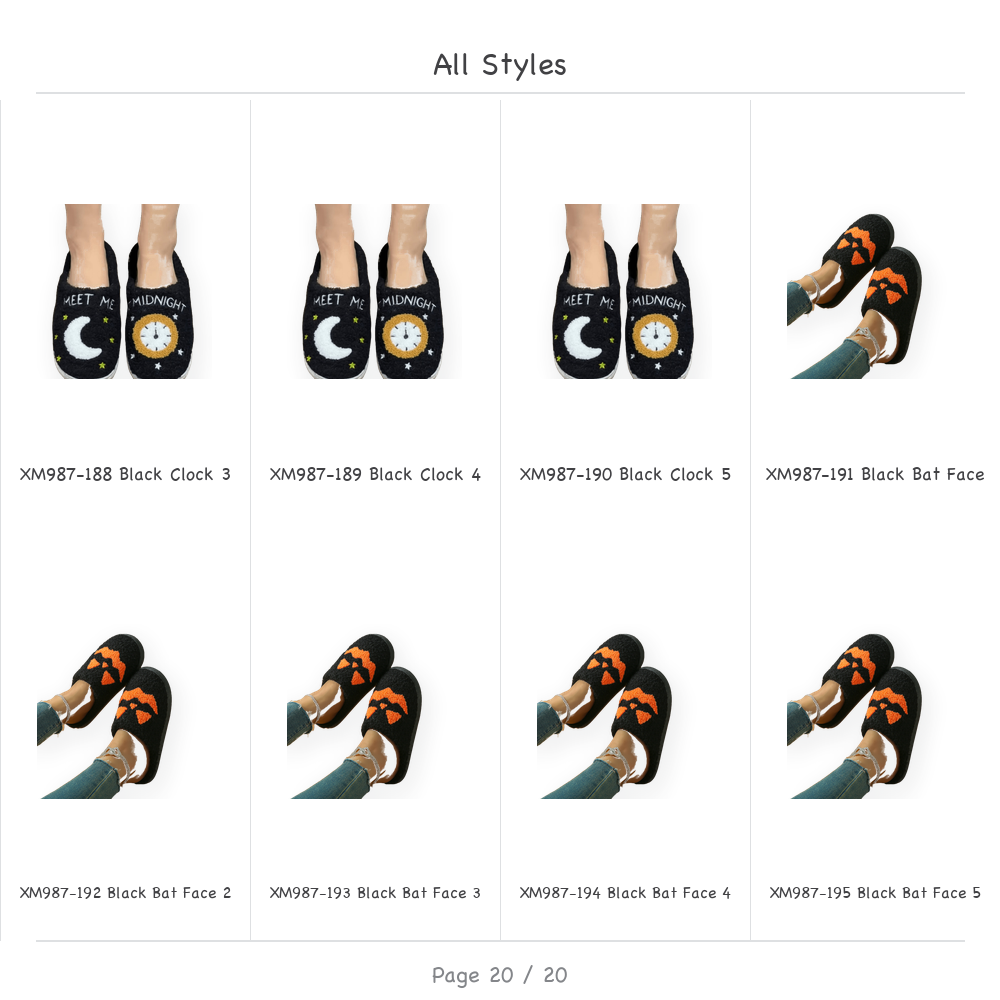 All Styles
MEET ME MIDNIGHT
MEET ME MIDNIGHT
MEET ME MIDNIGHT
XM987-188 Black Clock 3
XM987-189 Black Clock 4
XM987-190 Black Clock 5
XM987-191 Black Bat Face
XM987-192 Black Bat Face 2
XM987-193 Black Bat Face 3
XM987-194 Black Bat Face 4
XM987-195 Black Bat Face 5
Page 20 / 20